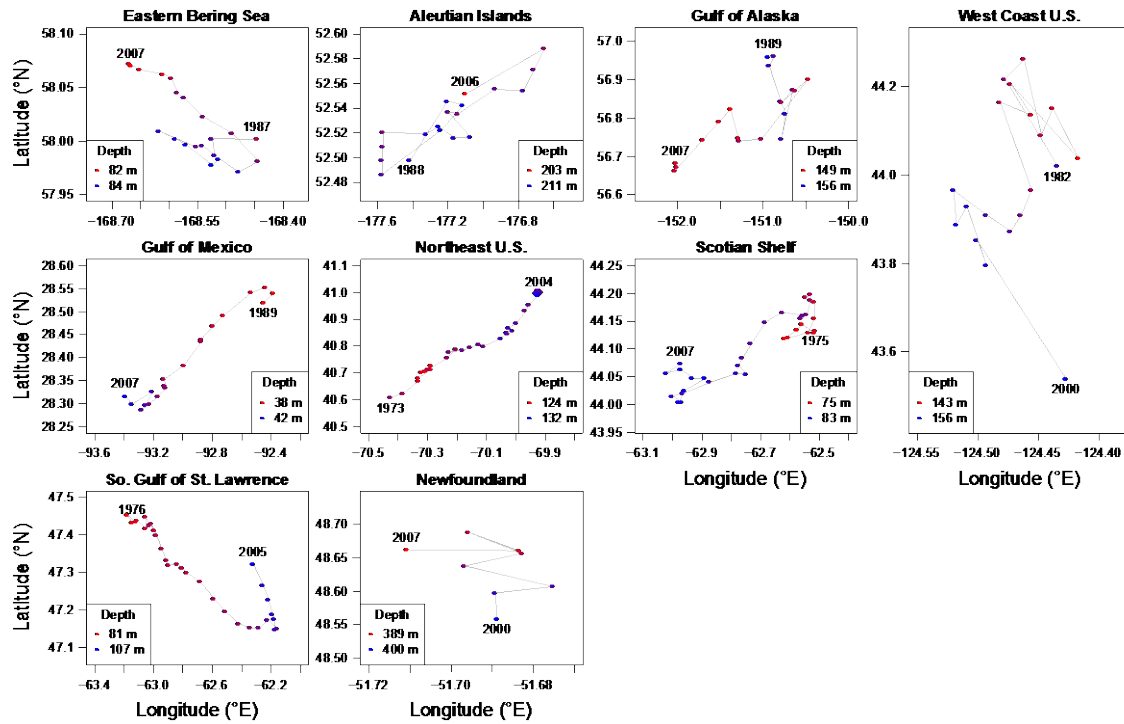 Eastern Bering Sea
58.10
58.05
58.00
57.95
2007
1987
Depth
82 m
84 m
−168.70
−168.55
−168.40
Latitude (°N)
Aleutian Islands
52.60
52.56
52.54
52.50
52.48
2006
1988
Depth
203 m
211 m
−177.6
−177.1
−176.6
Gulf of Alaska
57.0
56.9
56.8
56.7
56.6
1989
2007
Depth
149 m
156 m
−152.0
−151.0
−150.0
West Coast U.S.
44.2
44.0
43.8
43.6
1982
2000
Depth
143 m
156 m
−124.55
−124.50
−124.40
Longitude (°E)
Gulf of Mexico
28.60
28.50
28.45
28.40
28.35
28.30
28.25
1989
2007
Depth
38 m
42 m
−93.6
−93.2
−92.8
−92.4
Latitude (°N)
Northeast U.S.
41.1
41.0
40.9
40.8
40.7
40.6
40.5
2004
1973
Depth
124 m
132 m
−70.5
−70.3
−70.1
−69.9
Scotian Shelf
44.25
44.20
44.15
44.10
44.05
44.00
43.95
1975
2007
Depth
75 m
83 m
−63.1
−62.9
−62.7
−62.5
Longitude (°E)
So. Gulf of St. Lawrence
47.5
47.4
47.3
47.2
47.1
1976
2005
Depth
81 m
107 m
−63.4
−63.0
−62.6
−62.2
Latitude (°N)
Longitude (°E)
Newfoundland
48.70
48.65
48.60
48.55
48.50
2007
2000
Depth
389 m
400 m
−51.72
−51.70
−51.68
Longitude (°E)